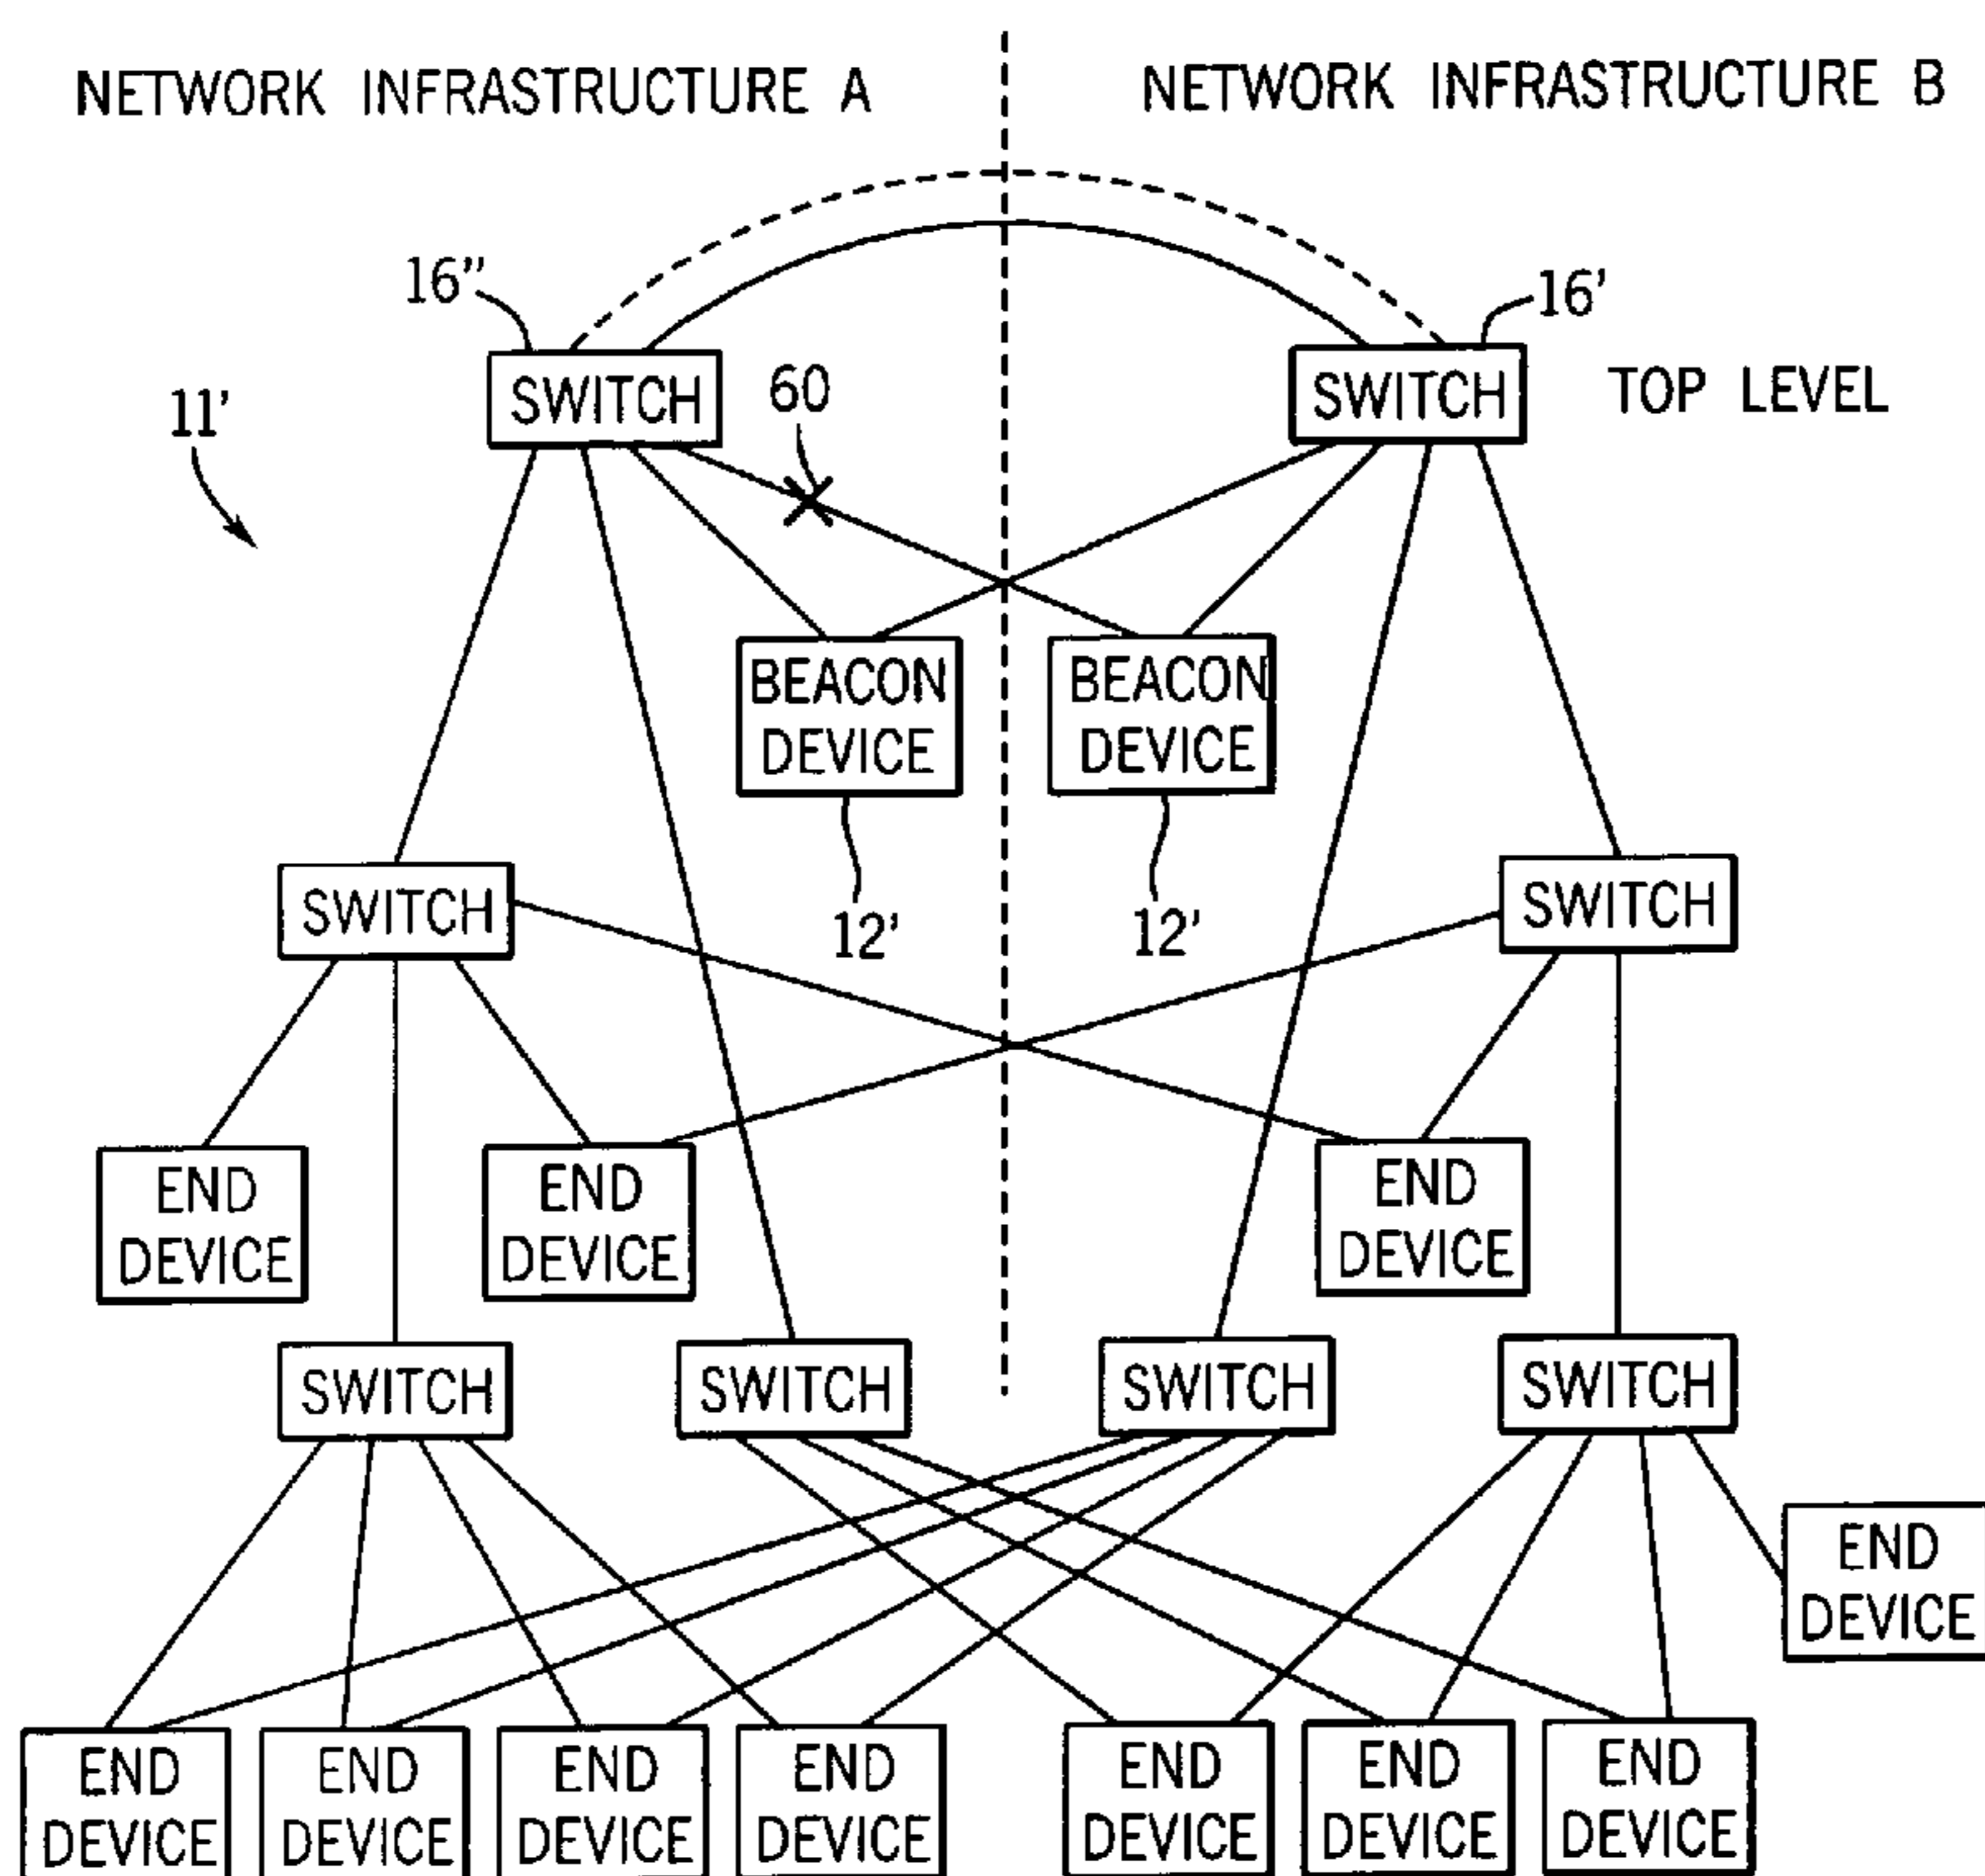 NETWORK INFRASTRUCTURE A
NETWORK INFRASTRUCTURE B
16"
16'
SWITCH
60
SWITCH
TOP LEVEL
11'
BEACON
DEVICE
BEACON
DEVICE
12'
12'
SWITCH
SWITCH
END
DEVICE
END
DEVICE
END
DEVICE
SWITCH
SWITCH
SWITCH
SWITCH
END
DEVICE
END
DEVICE
END
DEVICE
END
DEVICE
END
DEVICE
END
DEVICE
END
DEVICE
END
DEVICE